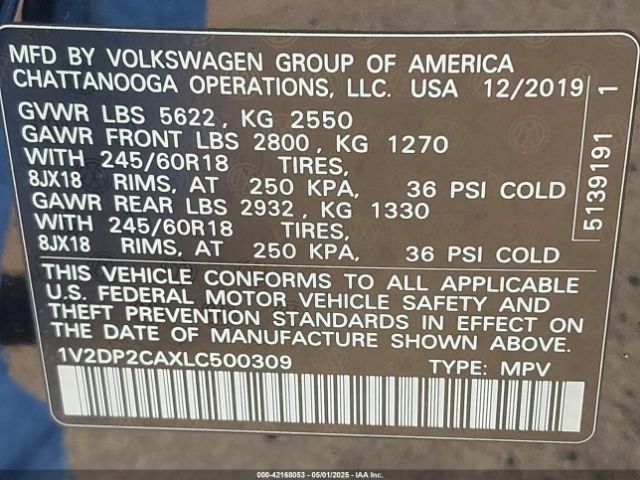 MFD BY VOLKSWAGEN GROUP OF AMERICA
CHATTANOOGA OPERATIONS, LLC. USA 12/2019
GVWR LBS 5622, KG 2550
GAWR FRONT LBS 2800, KG 1270
WITH 245/60R18 TIRES,
8JX18 RIMS, AT 250 KPA, 36 PSI COLD
GAWR REAR LBS 2932, KG 1330
WITH 245/60R18 TIRES,
8JX18 RIMS, AT 250 KPA, 36 PSI COLD
THIS VEHICLE CONFORMS TO ALL APPLICABLE
U.S. FEDERAL MOTOR VEHICLE SAFETY AND
THEFT PREVENTION STANDARDS IN EFFECT ON
THE DATE OF MANUFACTURE SHOWN ABOVE.
1V2DP2CAXLC500309 TYPE: MPV
5139191 1
000-42168053 - 05/01/2025 - IAA Inc.